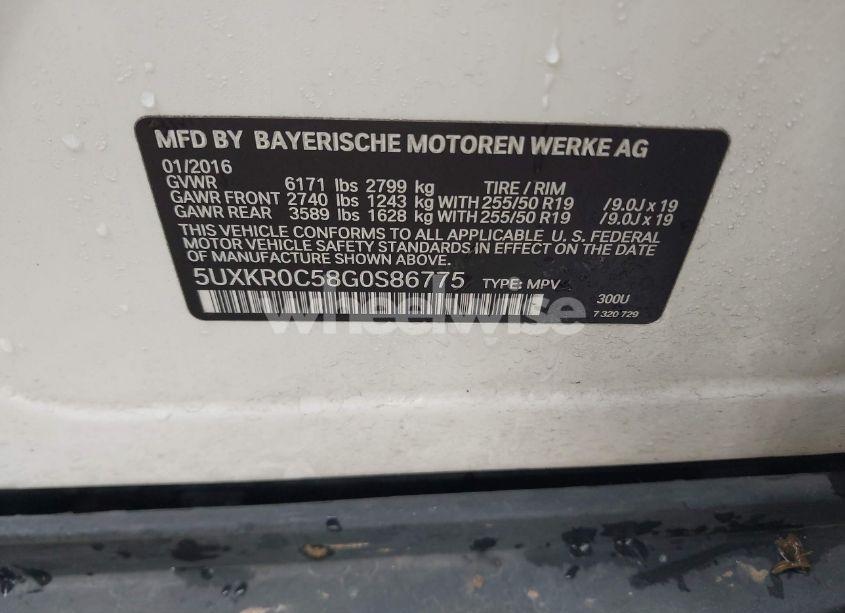 MFD BY BAYERISCHE MOTOREN WERKE AG
01/2016
GVWR 6171 lbs 2799 kg TIRE / RIM
GAWR FRONT 2740 lbs 1243 kg WITH 255/50 R19 /9.0J x 19
GAWR REAR 3589 lbs 1628 kg WITH 255/50 R19 /9.0J x 19
THIS VEHICLE CONFORMS TO ALL APPLICABLE U.S. FEDERAL
MOTOR VEHICLE SAFETY STANDARDS IN EFFECT ON THE DATE
OF MANUFACTURE SHOWN ABOVE.
5UXKR0C58G0S86775 TYPE: MPV
300U
7 320 729
wheelwise